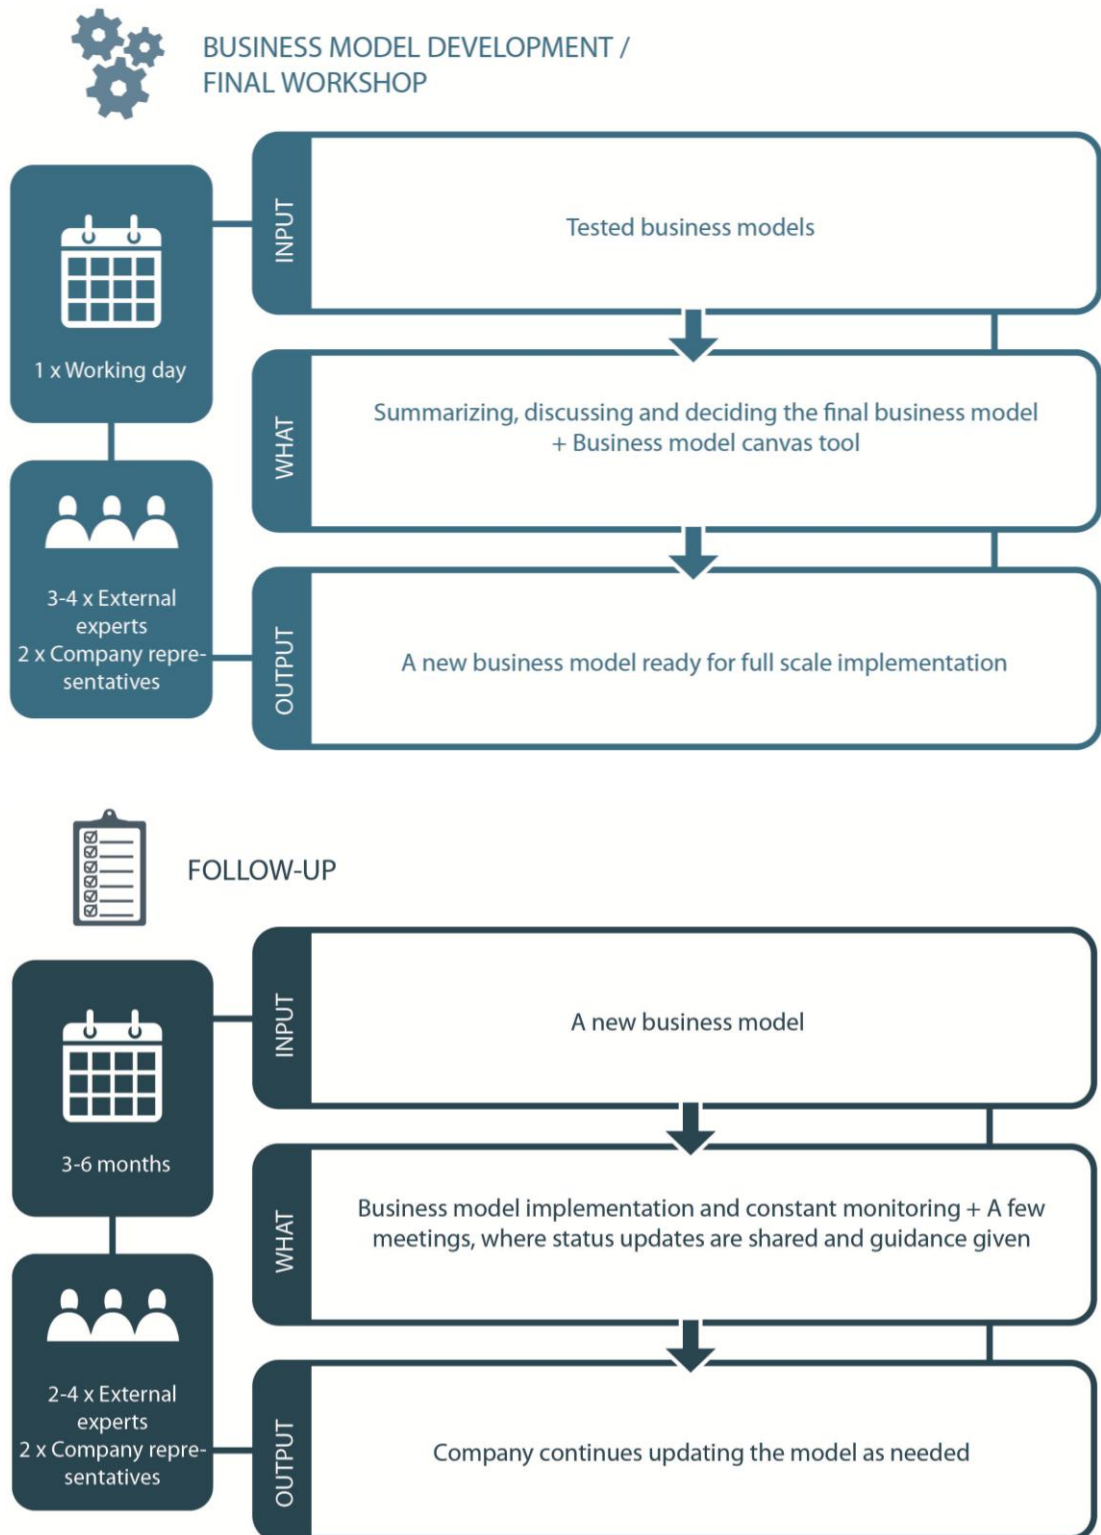 BUSINESS MODEL DEVELOPMENT /
FINAL WORKSHOP
1 x Working day
3-4 x External
experts
2 x Company repre-
sentatives
INPUT
Tested business models
WHAT
Summarizing, discussing and deciding the final business model
+ Business model canvas tool
OUTPUT
A new business model ready for full scale implementation
FOLLOW-UP
3-6 months
2-4 x External
experts
2 x Company repre-
sentatives
INPUT
A new business model
WHAT
Business model implementation and constant monitoring + A few
meetings, where status updates are shared and guidance given
OUTPUT
Company continues updating the model as needed